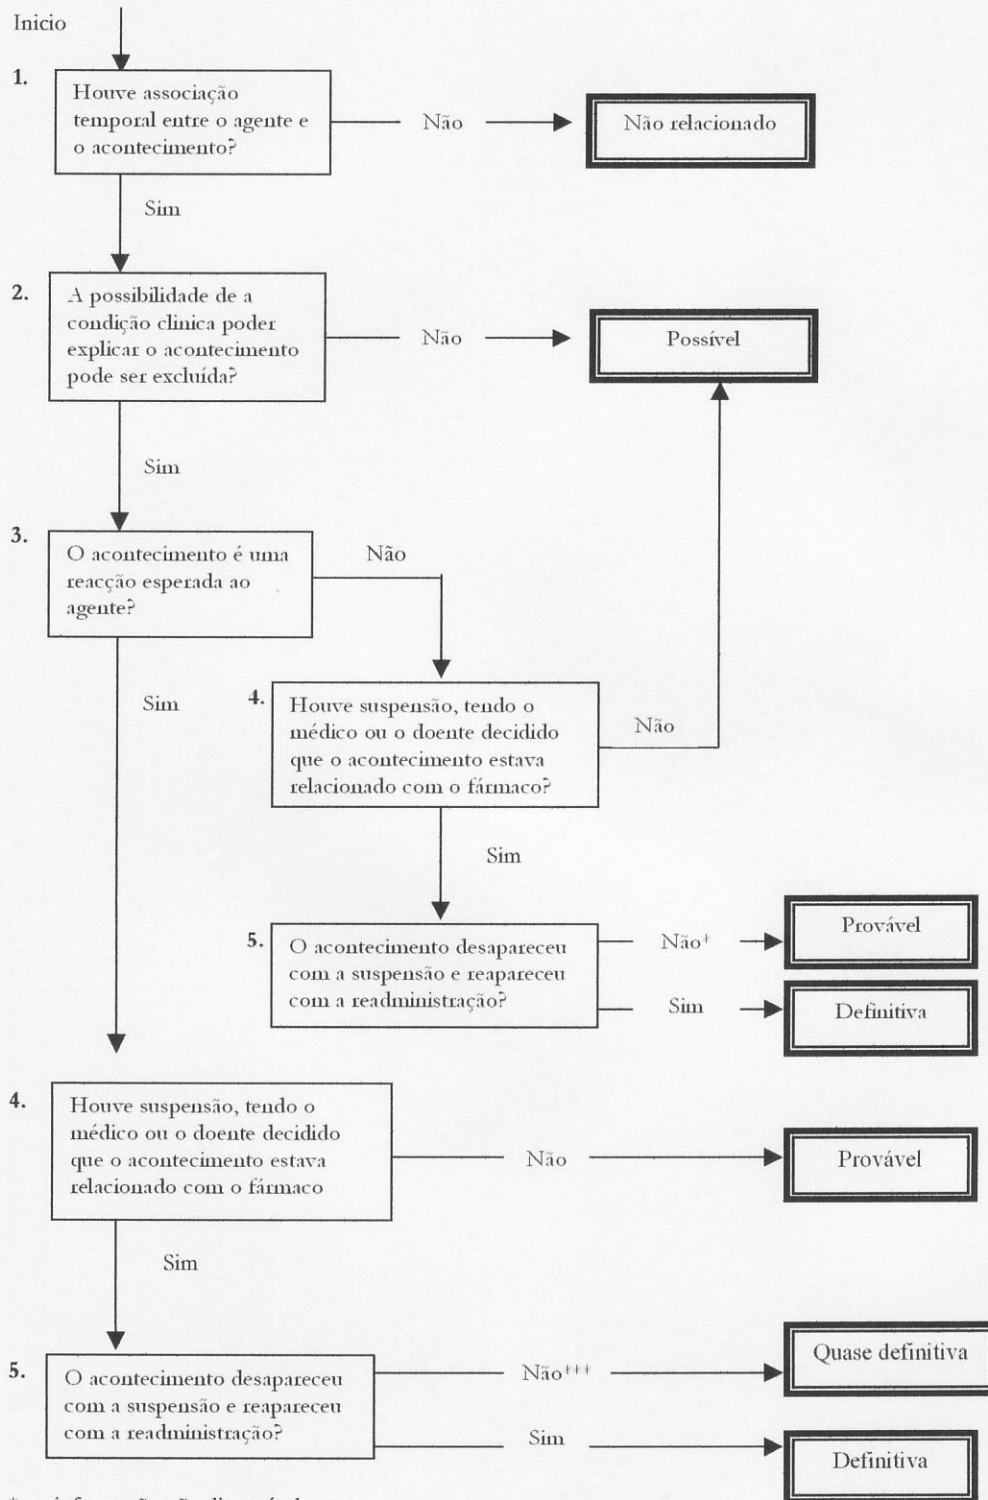 Inicio
1.
Houve associação
temporal entre o agente e
o acontecimento?
Não
Não relacionado
Sim
2.
A possibilidade de a
condição clinica poder
explicar o acontecimento
pode ser excluída?
Não
Possível
Sim
3.
O acontecimento é uma
reacção esperada ao
agente?
Não
Sim
4.
Houve suspensão, tendo o
médico ou o doente decidido
que o acontecimento estava
relacionado com o fármaco?
Não
Sim
5.
O acontecimento desapareceu
com a suspensão e reapareceu
com a readministração?
Não*
Provável
Sim
Definitiva
4.
Houve suspensão, tendo o
médico ou o doente decidido
que o acontecimento estava
relacionado com o fármaco
Não
Provável
Sim
5.
O acontecimento desapareceu
com a suspensão e reapareceu
com a readministração?
Não***
Quase definitiva
Sim
Definitiva